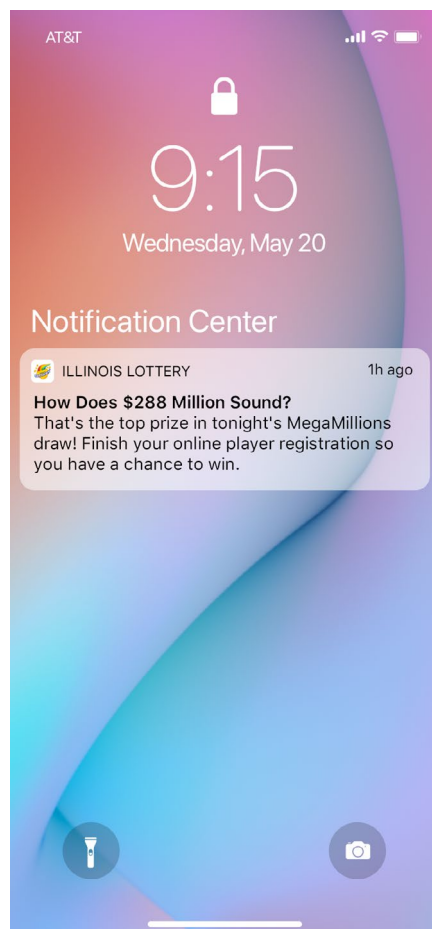 AT&T
9:15
Wednesday, May 20
Notification Center
ILLINOIS LOTTERY 1h ago
How Does $288 Million Sound?
That's the top prize in tonight's MegaMillions
draw! Finish your online player registration so
you have a chance to win.